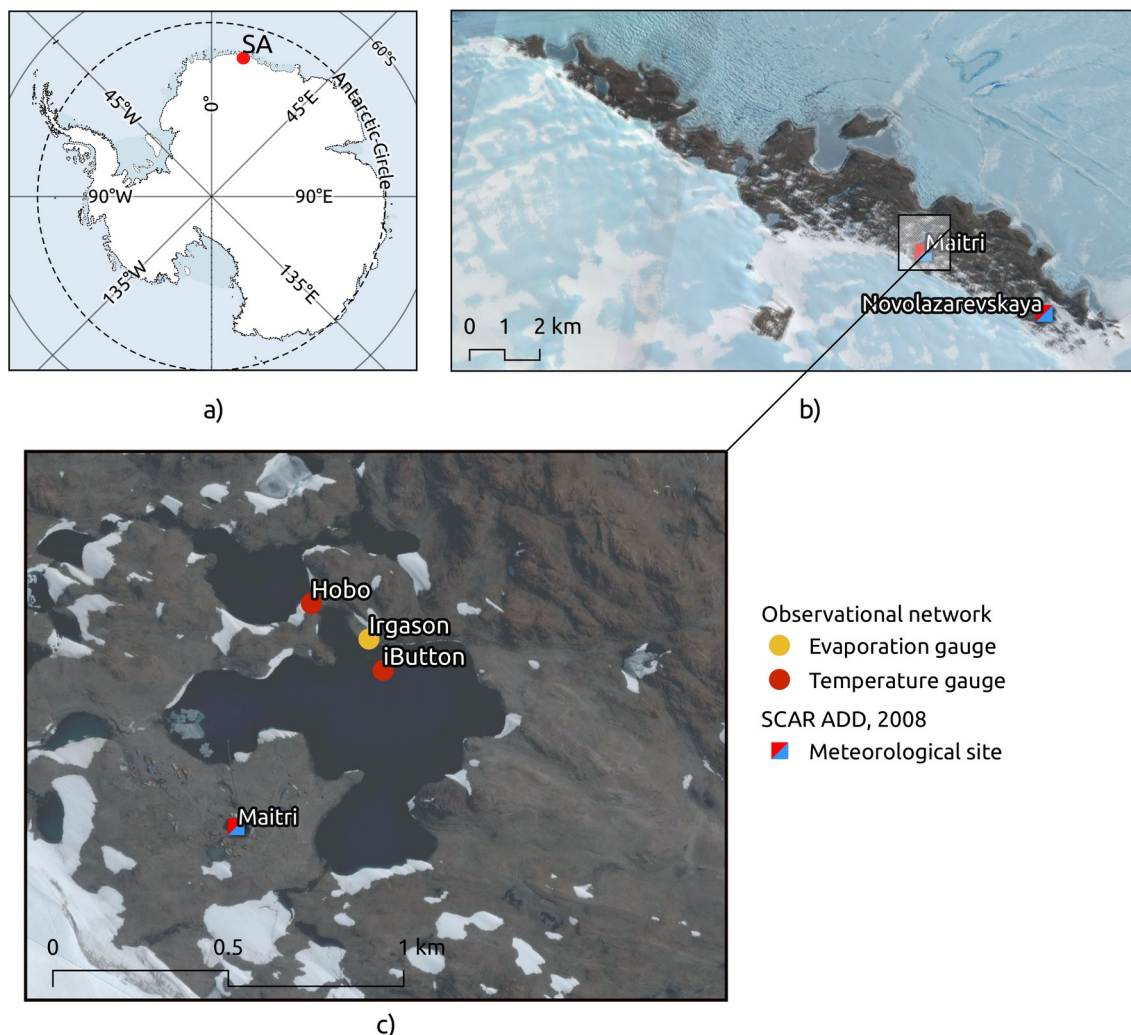 SA
60°S
45°W
0°
45°E
Antarctic Circle
90°W
90°E
135°W
135°E
a)
Maitri
Novolazarevskaya
0 1 2 km
b)
Hobo
Irgason
iButton
Maitri
0 0.5 1 km
c)
Observational network
Evaporation gauge
Temperature gauge
SCAR ADD, 2008
Meteorological site